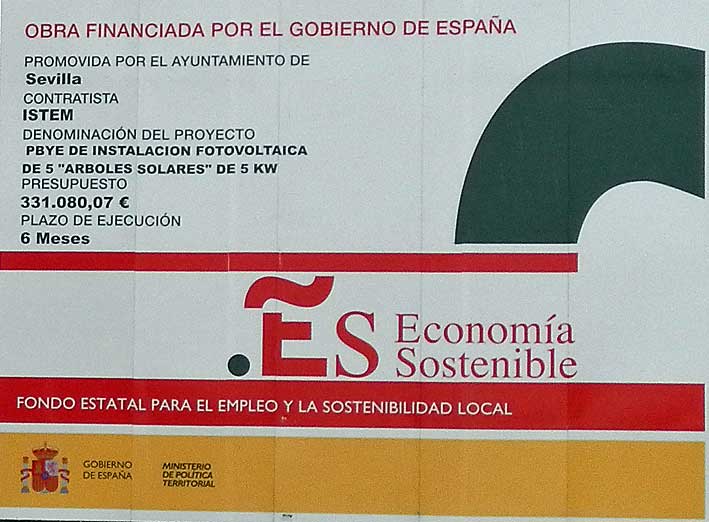 OBRA FINANCIADA POR EL GOBIERNO DE ESPAÑA
PROMOVIDA POR EL AYUNTAMIENTO DE
Sevilla
CONTRATISTA
ISTEM
DENOMINACIÓN DEL PROYECTO
PBYE DE INSTALACION FOTOVOLTAICA
DE 5 "ARBOLES SOLARES" DE 5 KW
PRESUPUESTO
331.080,07 €
PLAZO DE EJECUCIÓN
6 Meses
.ES Economía
Sostenible
FONDO ESTATAL PARA EL EMPLEO Y LA SOSTENIBILIDAD LOCAL
GOBIERNO
DE ESPAÑA
MINISTERIO
DE POLÍTICA
TERRITORIAL